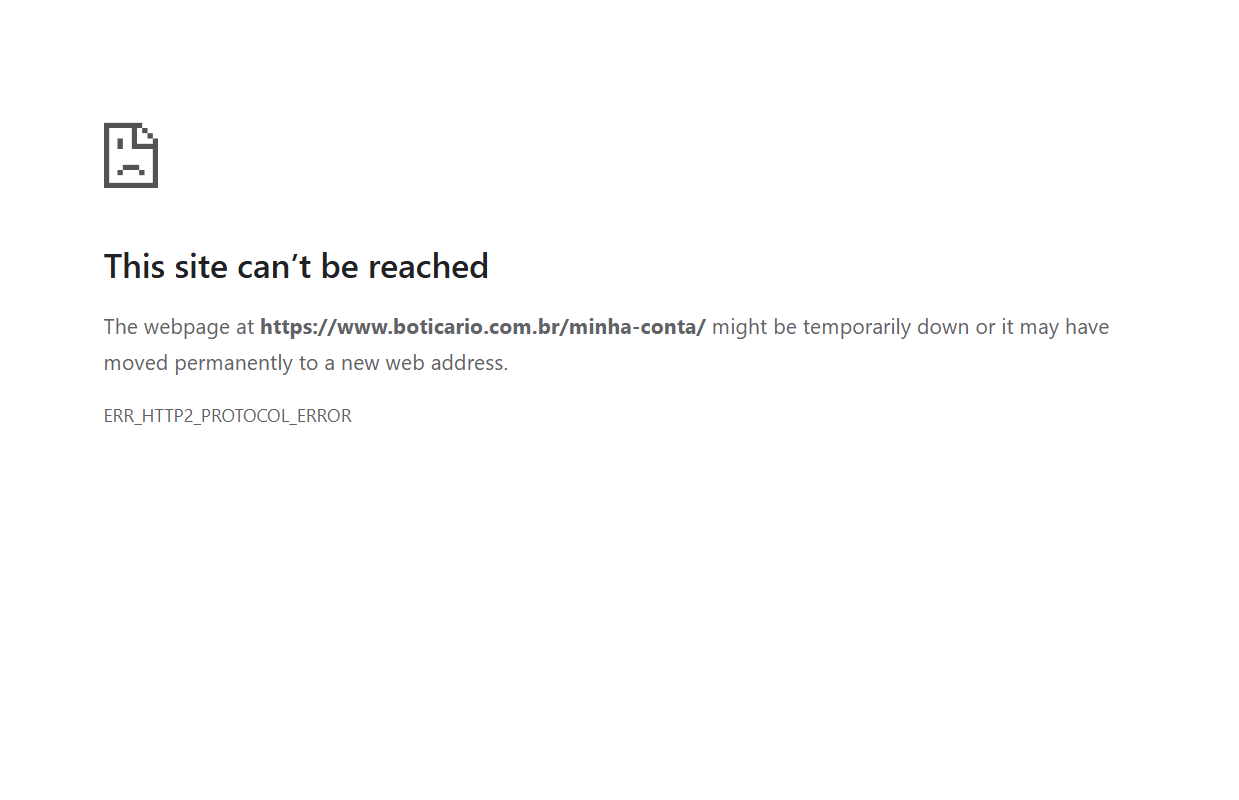 This site can’t be reached
The webpage at https://www.boticario.com.br/minha-conta/ might be temporarily down or it may have
moved permanently to a new web address.
ERR_HTTP2_PROTOCOL_ERROR